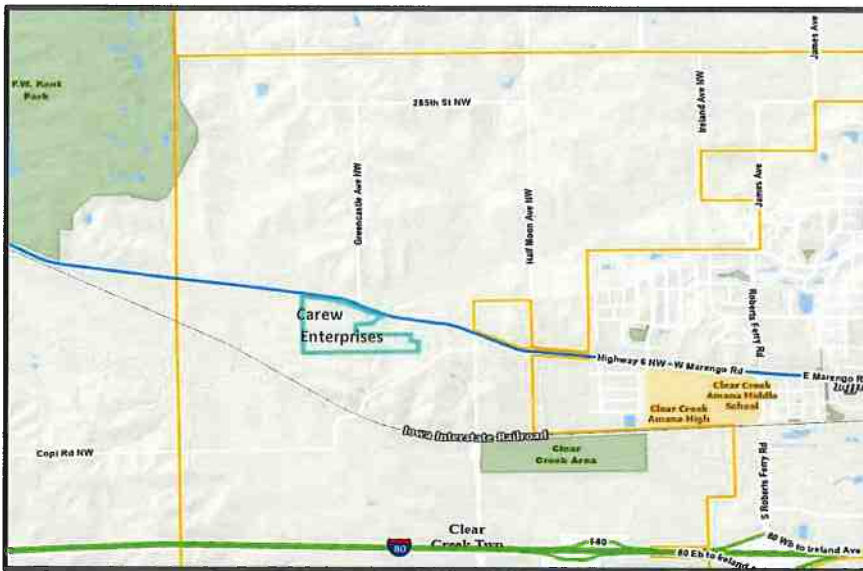 James Ave
F.W. Kent
Park
285th St NW
Ireland Ave NW
Greencastle Ave NW
Half Moon Ave NW
James Ave
Carew
Enterprises
Roberts Ferry Rd
Highway 6 NW - W Marengo Rd
E Marengo R
Clear Creek
Amana Middle
School
Clear Creek
Amana High
Iowa Interstate Railroad
Copi Rd NW
Clear
Creek Area
S Roberts Ferry Rd
Clear
Creek Twp
80
I-80
80 Wb to Ireland Ave
80 Eb to Ireland Ave